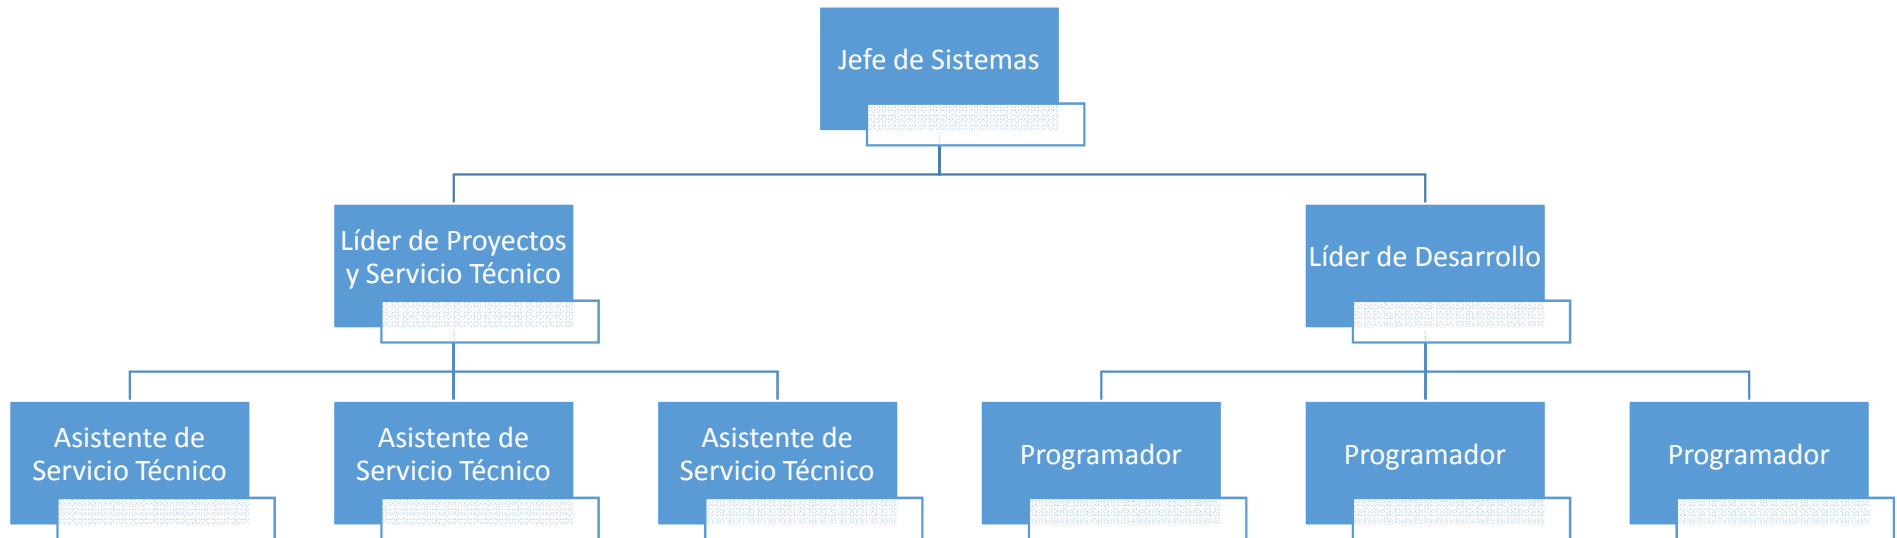 Jefe de Sistemas
Líder de Proyectos
y Servicio Técnico
Líder de Desarrollo
Asistente de
Servicio Técnico
Asistente de
Servicio Técnico
Asistente de
Servicio Técnico
Programador
Programador
Programador